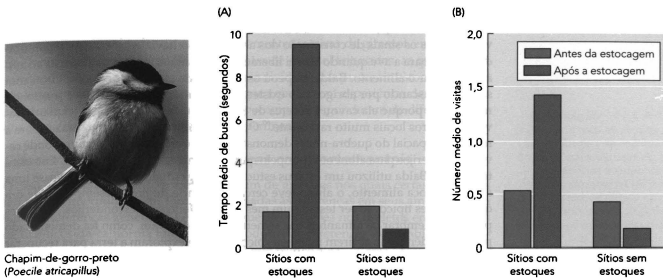 (A)
10
8
6
4
2
0
Tempo médio de busca (segundos)
Sítios com
estoques
Sítios sem
estoques
(B)
2,0
1,5
1,0
0,5
0
Número médio de visitas
Antes da estocagem
Após a estocagem
Sítios com
estoques
Sítios sem
estoques
Chapim-de-gorro-preto
(Poecile atricapillus)